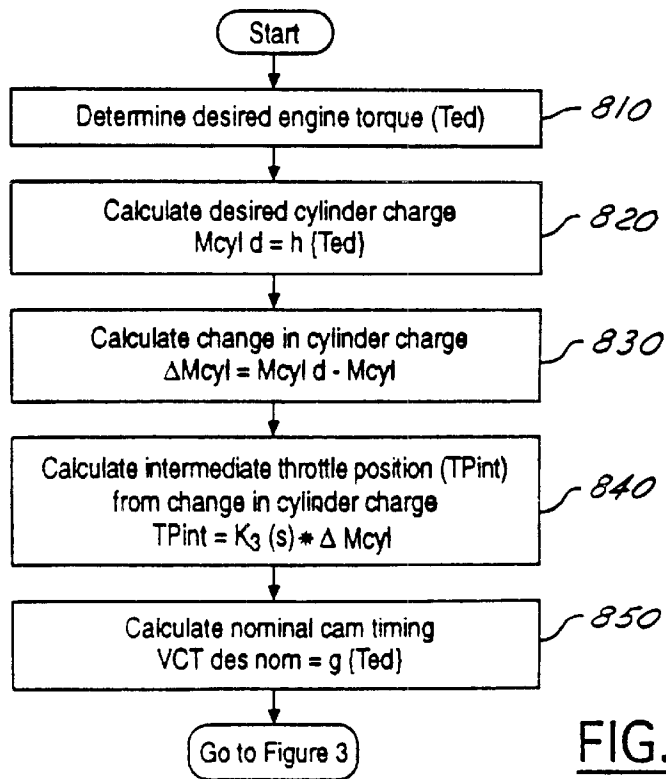 Start
Determine desired engine torque (Ted)
810
Calculate desired cylinder charge
Mcyl d = h {Ted}
820
Calculate change in cylinder charge
ΔMcyl = Mcyl d - Mcyl
830
Calculate intermediate throttle position (TPint)
from change in cylinder charge
TPint = K₃ (s) * Δ Mcyl
840
Calculate nominal cam timing
VCT des nom = g {Ted}
850
Go to Figure 3
FIG.